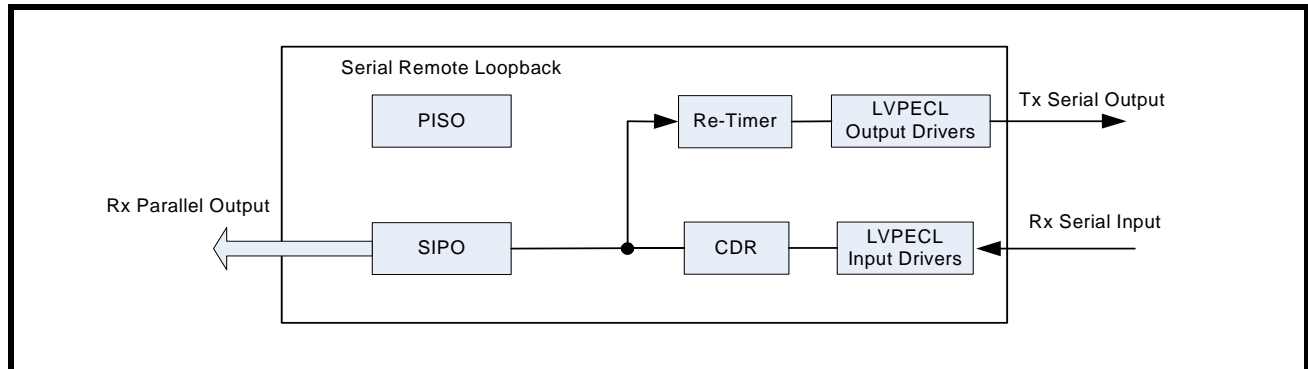 Serial Remote Loopback
PISO
Re-Timer
LVPECL
Output Drivers
Tx Serial Output
Rx Parallel Output
SIPO
CDR
LVPECL
Input Drivers
Rx Serial Input